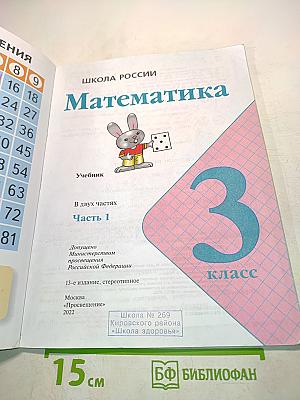 ЕНИЯ
8 9
16 18
24 27
32 36
40 45
48 54
63
72
81
ШКОЛА РОССИИ
Математика
Учебник
В двух частях
Часть 1
3
класс
Допущено
Министерством
просвещения
Российской Федерации
13-е издание, стереотипное
Москва
«Просвещение»
2022
Школа № 269
Кировского района
«Школа здоровья»
15 см
БФ БИБЛИОФАН